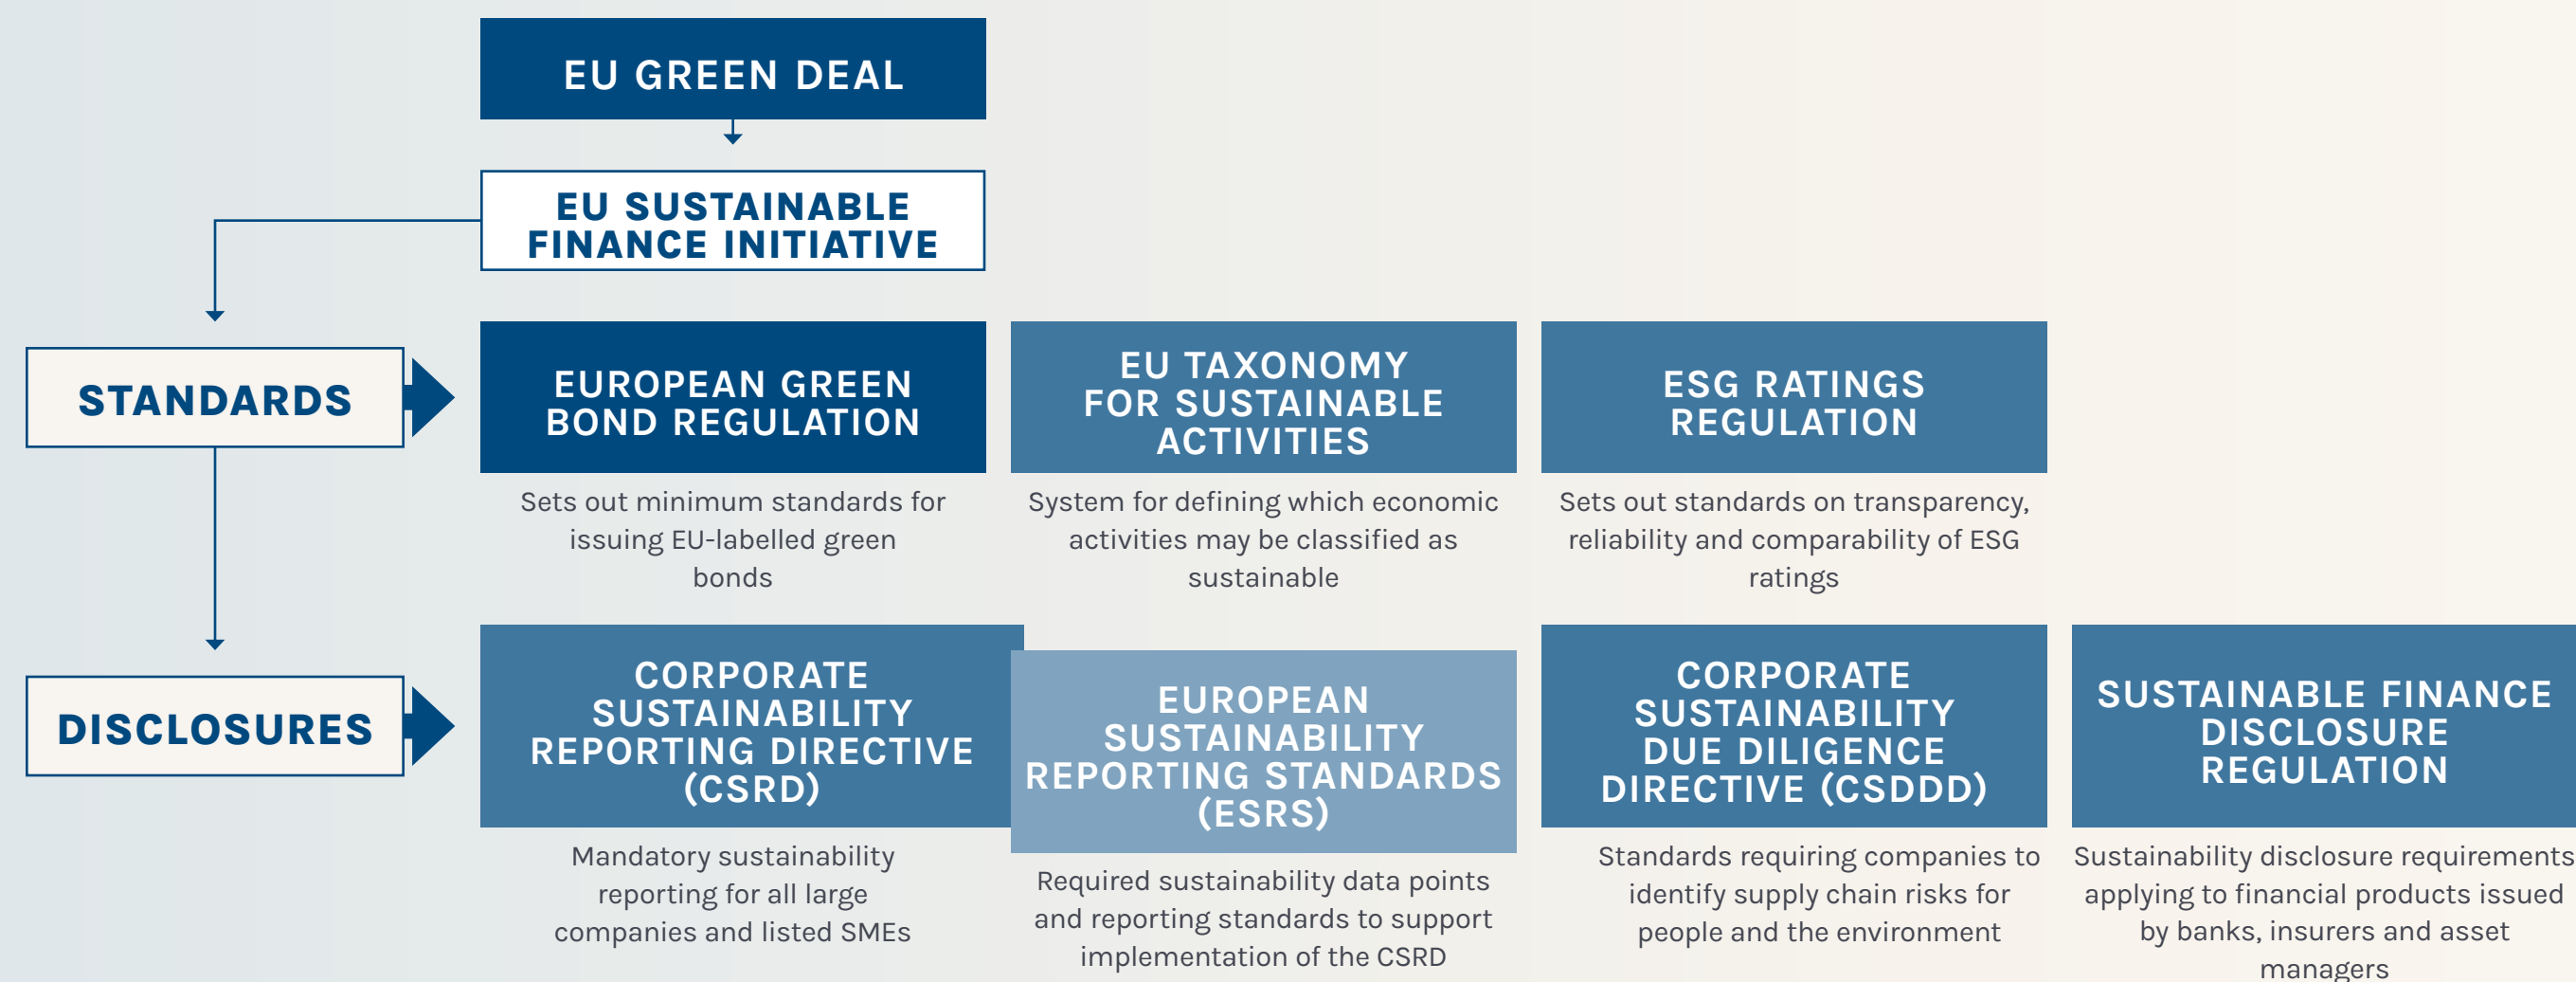 EU GREEN DEAL
EU SUSTAINABLE
FINANCE INITIATIVE
STANDARDS
EUROPEAN GREEN
BOND REGULATION
Sets out minimum standards for
issuing EU-labelled green
bonds
EU TAXONOMY
FOR SUSTAINABLE
ACTIVITIES
System for defining which economic
activities may be classified as
sustainable
ESG RATINGS
REGULATION
Sets out standards on transparency,
reliability and comparability of ESG
ratings
DISCLOSURES
CORPORATE
SUSTAINABILITY
REPORTING DIRECTIVE
(CSRD)
Mandatory sustainability
reporting for all large
companies and listed SMEs
EUROPEAN
SUSTAINABILITY
REPORTING STANDARDS
(ESRS)
Required sustainability data points
and reporting standards to support
implementation of the CSRD
CORPORATE
SUSTAINABILITY
DUE DILIGENCE
DIRECTIVE (CSDDD)
Standards requiring companies to
identify supply chain risks for
people and the environment
SUSTAINABLE FINANCE
DISCLOSURE
REGULATION
Sustainability disclosure requirements
applying to financial products issued
by banks, insurers and asset
managers